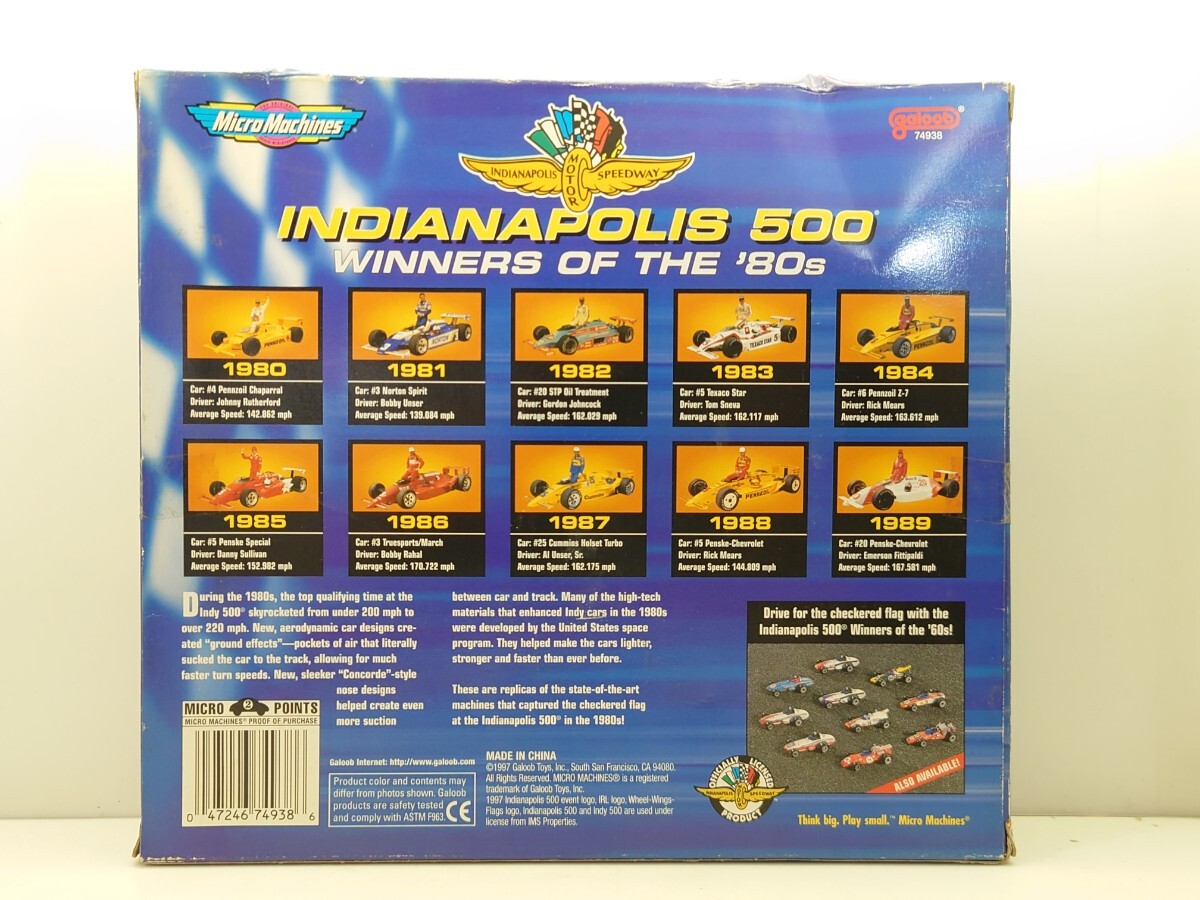 Micro Machines
galoob®
74938
INDIANAPOLIS MOTOR SPEEDWAY
INDIANAPOLIS 500®
WINNERS OF THE '80s
1980
Car: #4 Pennzoil Chaparral
Driver: Johnny Rutherford
Average Speed: 142.862 mph
1981
Car: #3 Norton Spirit
Driver: Bobby Unser
Average Speed: 139.084 mph
1982
Car: #20 STP Oil Treatment
Driver: Gordon Johncock
Average Speed: 162.029 mph
1983
Car: #5 Texaco Star
Driver: Tom Sneva
Average Speed: 162.117 mph
1984
Car: #6 Pennzoil Z-7
Driver: Rick Mears
Average Speed: 163.612 mph
1985
Car: #5 Penske Special
Driver: Danny Sullivan
Average Speed: 152.982 mph
1986
Car: #3 Truesports/March
Driver: Bobby Rahal
Average Speed: 170.722 mph
1987
Car: #25 Cummins Holset Turbo
Driver: Al Unser, Sr.
Average Speed: 162.175 mph
1988
Car: #5 Penske-Chevrolet
Driver: Rick Mears
Average Speed: 144.809 mph
1989
Car: #20 Penske-Chevrolet
Driver: Emerson Fittipaldi
Average Speed: 167.581 mph
During the 1980s, the top qualifying time at the
Indy 500® skyrocketed from under 200 mph to
over 220 mph. New, aerodynamic car designs cre-
ated "ground effects"—pockets of air that literally
sucked the car to the track, allowing for much
faster turn speeds. New, sleeker "Concorde"-style
nose designs
helped create even
more suction
between car and track. Many of the high-tech
materials that enhanced Indy cars in the 1980s
were developed by the United States space
program. They helped make the cars lighter,
stronger and faster than ever before.
These are replicas of the state-of-the-art
machines that captured the checkered flag
at the Indianapolis 500® in the 1980s!
Drive for the checkered flag with the
Indianapolis 500® Winners of the '60s!
ALSO AVAILABLE!
MICRO 2 POINTS
MICRO MACHINES® PROOF OF PURCHASE
0 47246 74938 6
Galoob Internet: http://www.galoob.com
Product color and contents may
differ from photos shown. Galoob
products are safety tested
and comply with ASTM F963. CE
MADE IN CHINA
©1997 Galoob Toys, Inc., South San Francisco, CA 94080.
All Rights Reserved. MICRO MACHINES® is a registered
trademark of Galoob Toys, Inc.
1997 Indianapolis 500 event logo, IRL logo, Wheel-Wings-
Flags logo, Indianapolis 500 and Indy 500 are used under
license from IMS Properties.
OFFICIALLY LICENSED
INDIANAPOLIS MOTOR SPEEDWAY
PRODUCT
Think big. Play small.™ Micro Machines®